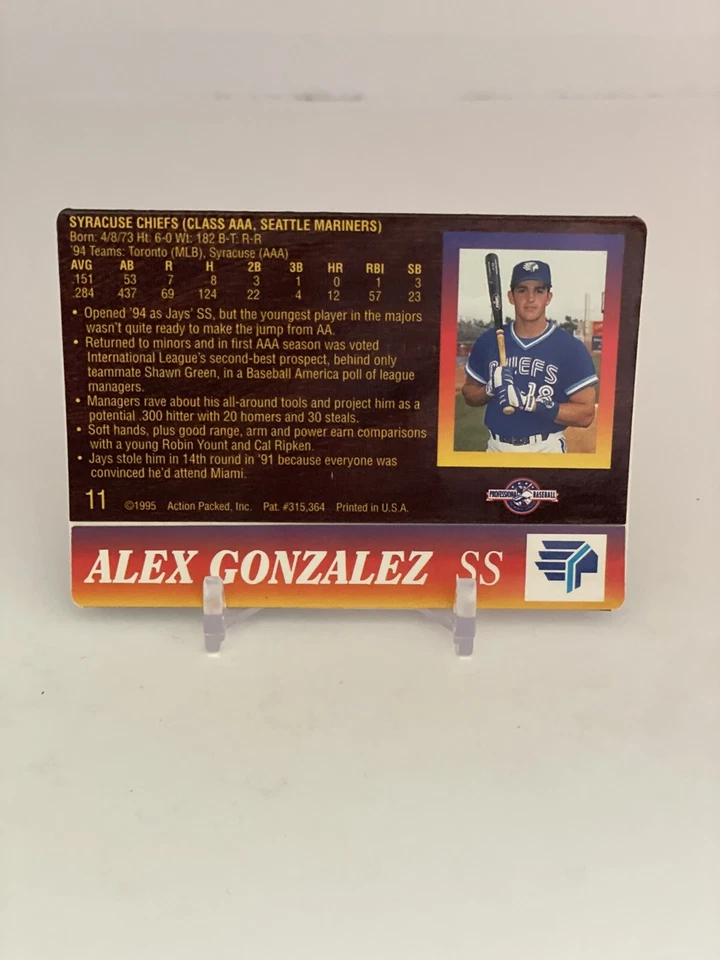 SYRACUSE CHIEFS (CLASS AAA, SEATTLE MARINERS)
Born: 4/8/73 Ht: 6-0 Wt: 182 B-T: R-R
'94 Teams: Toronto (MLB), Syracuse (AAA)
AVG AB R H 2B 3B HR RBI SB
.151 53 7 8 3 1 0 1 3
.284 437 69 124 22 4 12 57 23
• Opened '94 as Jays' SS, but the youngest player in the majors
wasn't quite ready to make the jump from AA.
• Returned to minors and in first AAA season was voted
International League's second-best prospect, behind only
teammate Shawn Green, in a Baseball America poll of league
managers.
• Managers rave about his all-around tools and project him as a
potential .300 hitter with 20 homers and 30 steals.
• Soft hands, plus good range, arm and power earn comparisons
with a young Robin Yount and Cal Ripken.
• Jays stole him in 14th round in '91 because everyone was
convinced he'd attend Miami.
CHIEFS
18
PROFESSIONAL BASEBALL
11 ©1995 Action Packed, Inc. Pat. #315,364 Printed in U.S.A.
ALEX GONZALEZ SS